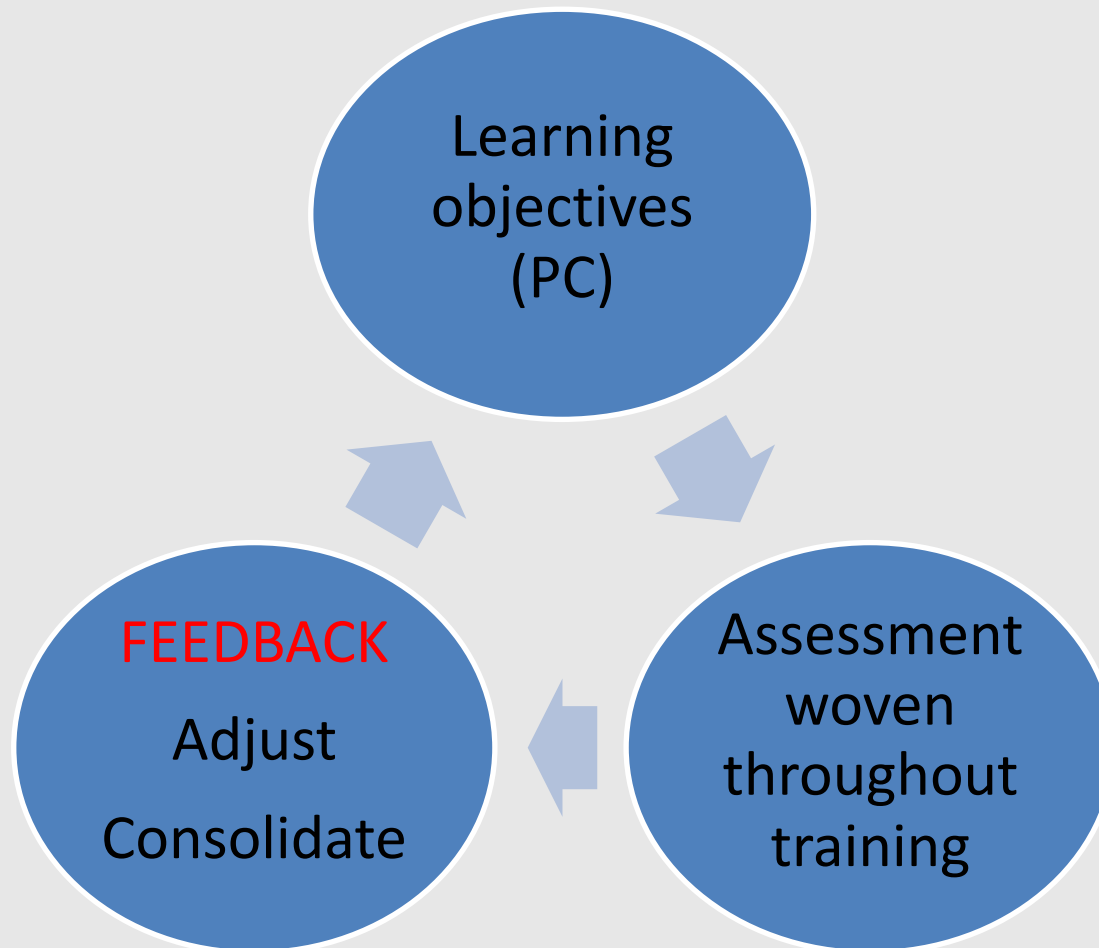 Learning
objectives
(PC)
FEEDBACK
Adjust
Consolidate
Assessment
woven
throughout
training